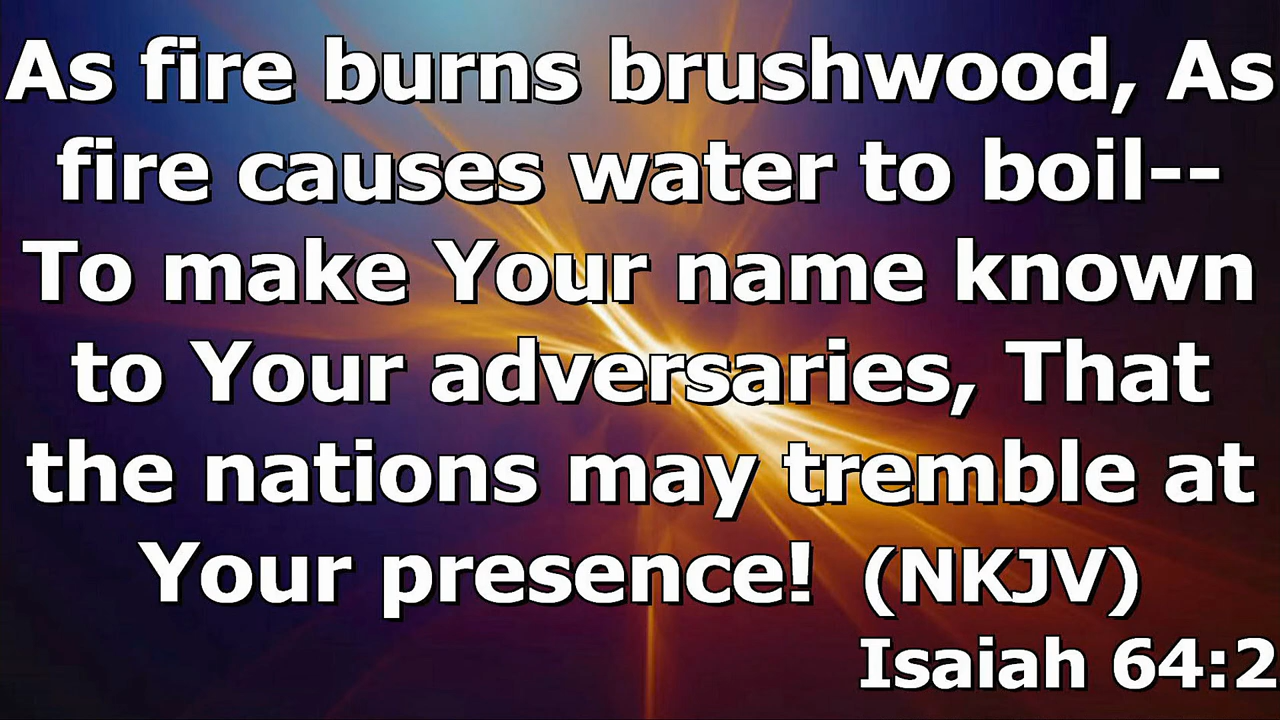 As fire burns brushwood, As
fire causes water to boil--
To make Your name known
to Your adversaries, That
the nations may tremble at
Your presence!  (NKJV)
Isaiah 64:2